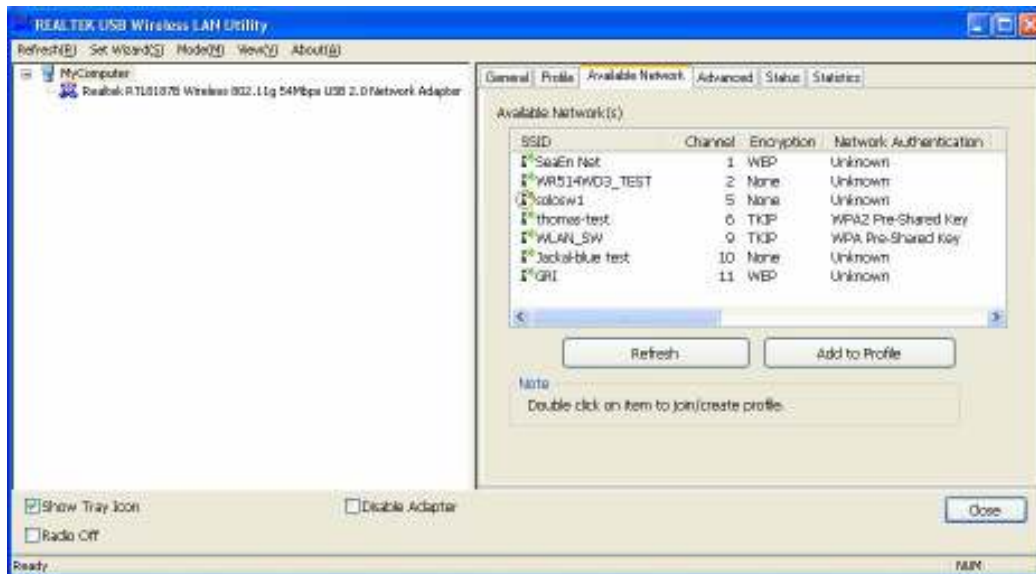 REALTEK USB Wireless LAN Utility
Refresh(R) Set Wizard(S) Mode(M) View(V) About(A)
MyComputer
Realtek RTL8187B Wireless 802.11g 54Mbps USB 2.0 Network Adapter
General Profile Available Network Advanced Status Statistics
Available Network(s)
SSID Channel Encryption Network Authentication
SeaEn Net 1 WEP Unknown
WR514WD3_TEST 2 None Unknown
solosw1 5 None Unknown
thomas-test 6 TKIP WPA2 Pre-Shared Key
WLAN_SW 9 TKIP WPA Pre-Shared Key
Jackal-blue test 10 None Unknown
GRI 11 WEP Unknown
Refresh Add to Profile
Note
Double click on item to join/create profile.
Show Tray Icon Disable Adapter
Radio Off
Close
Ready NUM